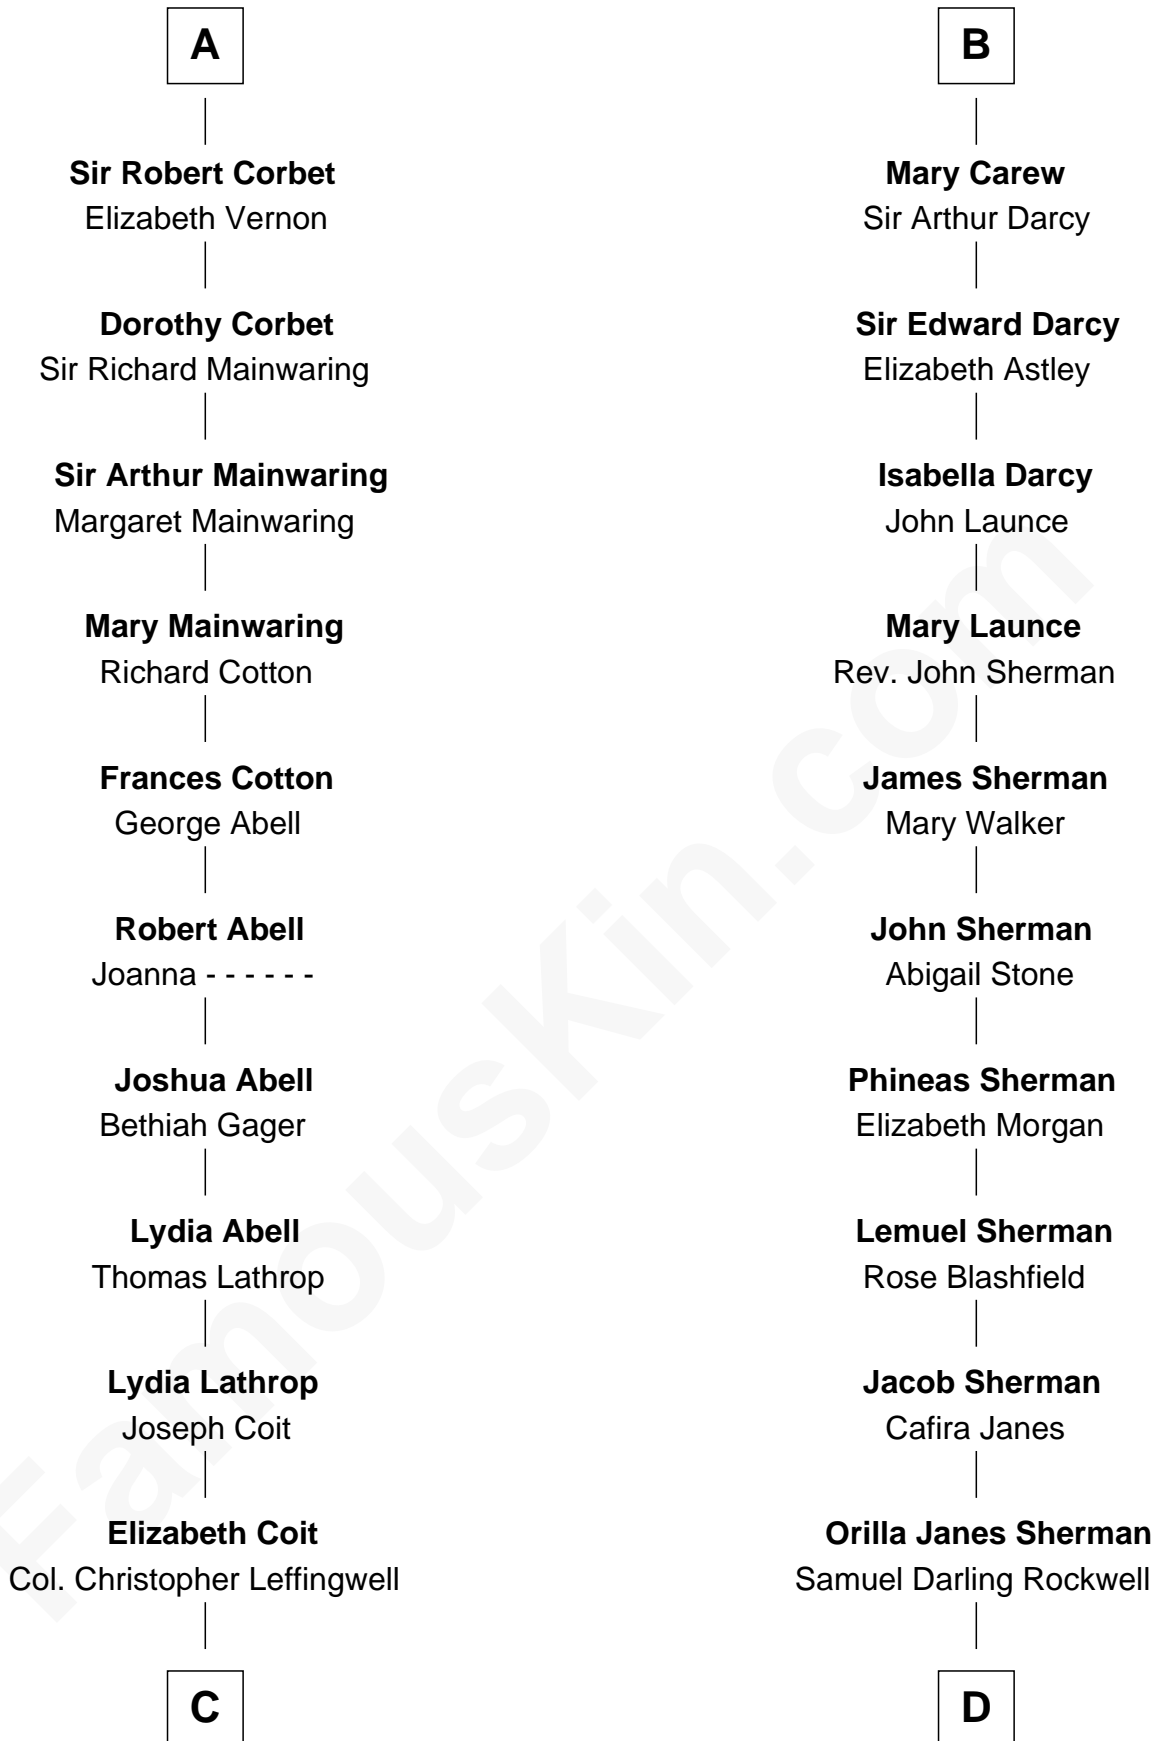 A
Sir Robert Corbet
Elizabeth Vernon
Dorothy Corbet
Sir Richard Mainwaring
Sir Arthur Mainwaring
Margaret Mainwaring
Mary Mainwaring
Richard Cotton
Frances Cotton
George Abell
Robert Abell
Joanna - - - - - -
Joshua Abell
Bethiah Gager
Lydia Abell
Thomas Lathrop
Lydia Lathrop
Joseph Coit
Elizabeth Coit
Col. Christopher Leffingwell
C
B
Mary Carew
Sir Arthur Darcy
Sir Edward Darcy
Elizabeth Astley
Isabella Darcy
John Launce
Mary Launce
Rev. John Sherman
James Sherman
Mary Walker
John Sherman
Abigail Stone
Phineas Sherman
Elizabeth Morgan
Lemuel Sherman
Rose Blashfield
Jacob Sherman
Cafira Janes
Orilla Janes Sherman
Samuel Darling Rockwell
D
FamousKin.com